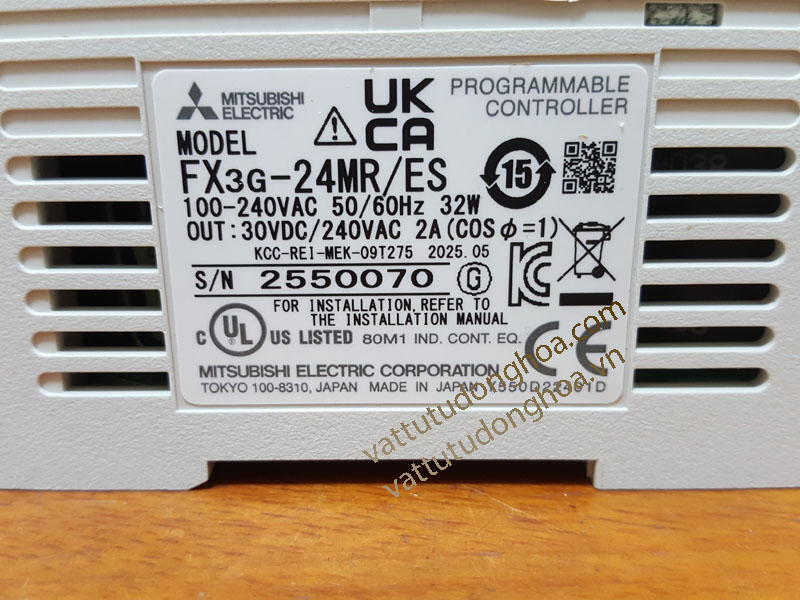 MITSUBISHI
ELECTRIC
UK
CA
PROGRAMMABLE
CONTROLLER
MODEL
FX3G-24MR/ES
15
100-240VAC 50/60Hz 32W
OUT:30VDC/240VAC 2A(COSφ=1)
KCC-REI-MEK-09T275 2025.05
S/N 2550070 G
FOR INSTALLATION,REFER TO
THE INSTALLATION MANUAL
C UL US LISTED 80M1 IND. CONT. EQ. CE
MITSUBISHI ELECTRIC CORPORATION
TOKYO 100-8310, JAPAN MADE IN JAPAN
vattutudonghoa.com
vattutudonghoa.vn